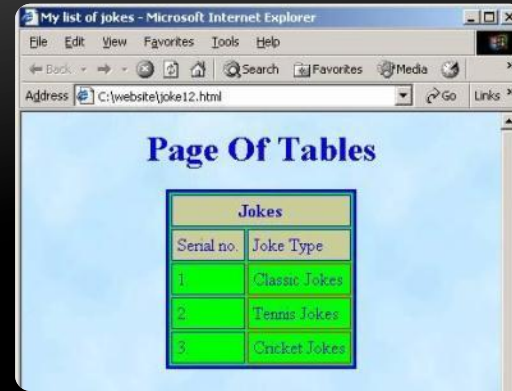 My list of jokes - Microsoft Internet Explorer
File Edit View Favorites Tools Help
Back Search Favorites Media
Address C:\website\joke12.html Go Links
Page Of Tables
Jokes
Serial no. Joke Type
1. Classic Jokes
2. Tennis Jokes
3. Cricket Jokes